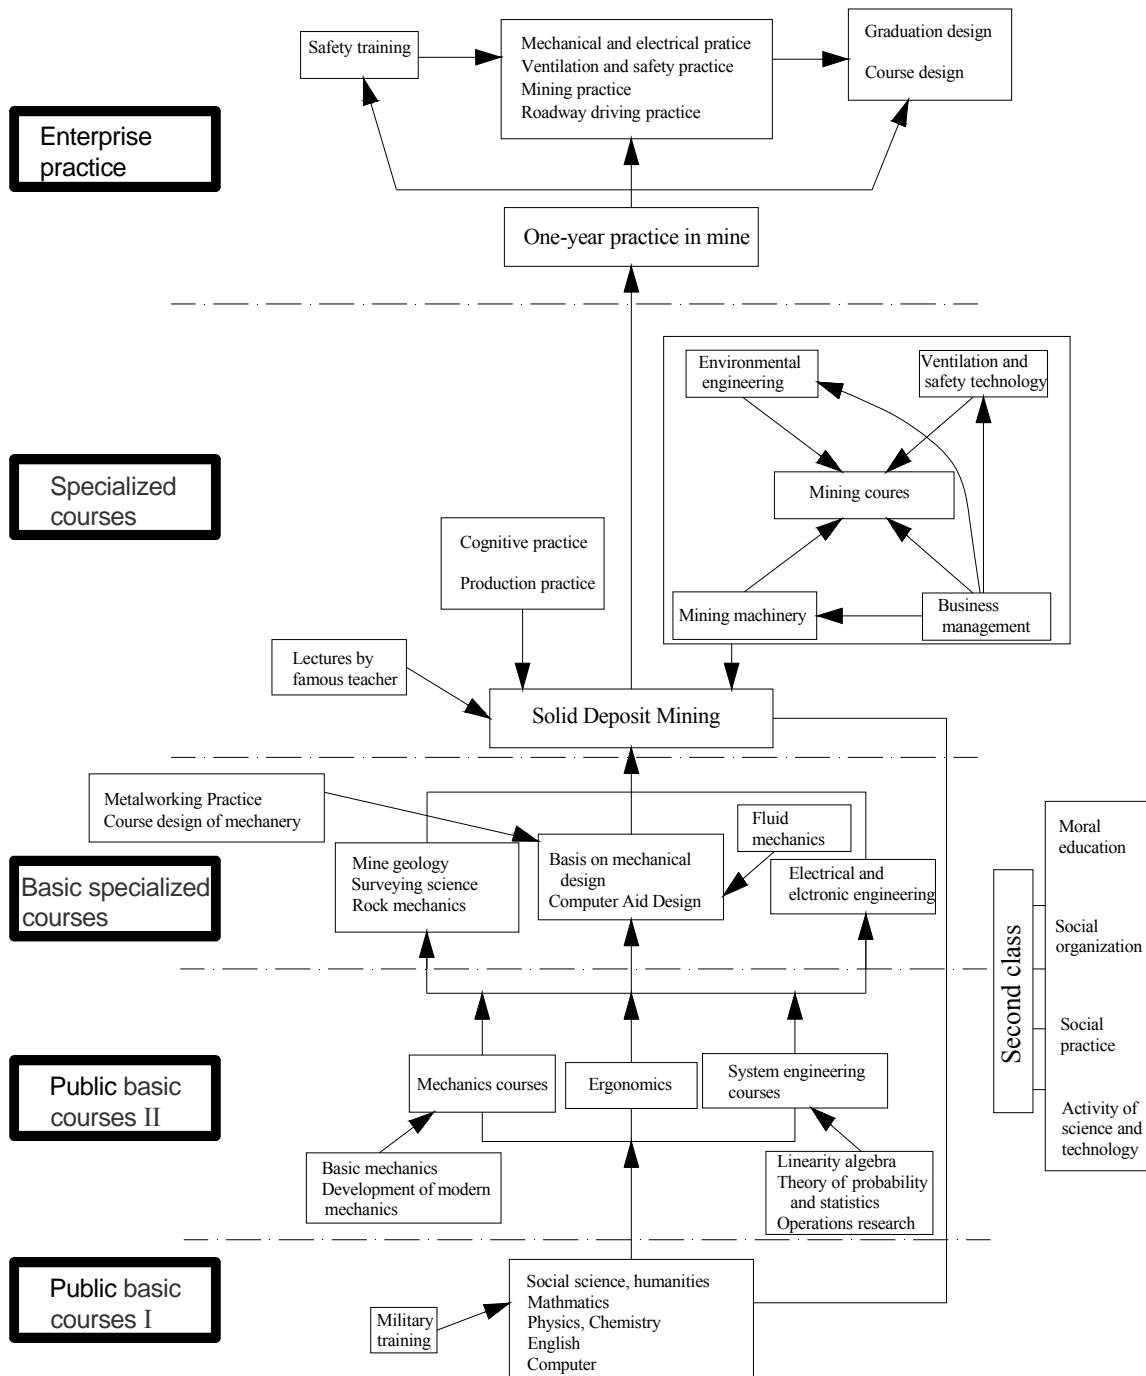 Safety training
Mechanical and electrical pratice
Ventilation and safety practice
Mining practice
Roadway driving practice
Graduation design
Course design
Enterprise
practice
One-year practice in mine
Environmental
engineering
Ventilation and
safety technology
Mining coures
Mining machinery
Business
management
Specialized
courses
Cognitive practice
Production practice
Lectures by
famous teacher
Solid Deposit Mining
Metalworking Practice
Course design of mechanery
Fluid
mechanics
Mine geology
Surveying science
Rock mechanics
Basis on mechanical
design
Computer Aid Design
Electrical and
elctronic engineering
Basic specialized
courses
Second class
Moral
education
Social
organization
Social
practice
Activity of
science and
technology
Public basic
courses II
Mechanics courses
Ergonomics
System engineering
courses
Basic mechanics
Development of modern
mechanics
Linearity algebra
Theory of probability
and statistics
Operations research
Public basic
courses I
Military
training
Social science, humanities
Mathmatics
Physics, Chemistry
English
Computer